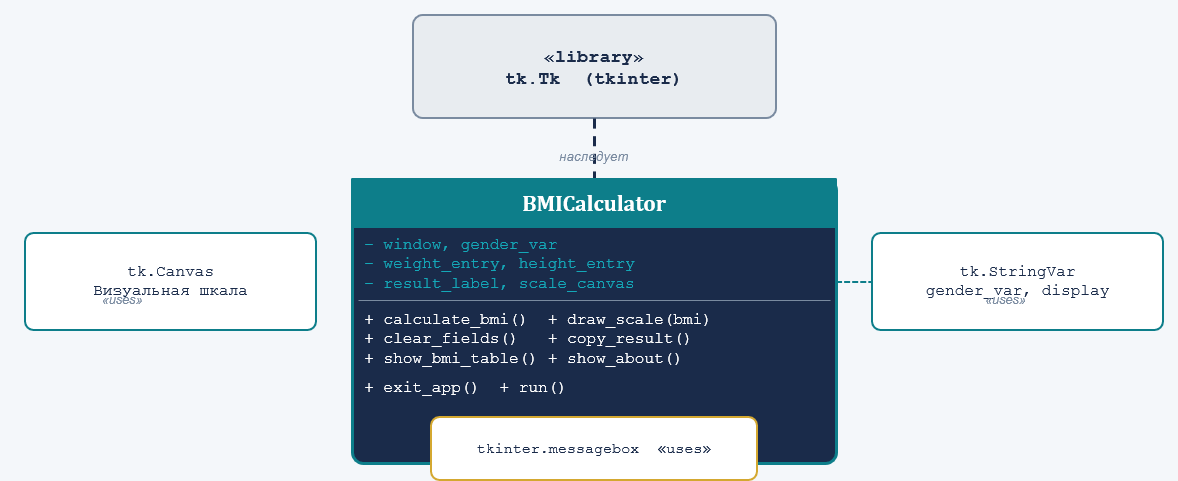 «library»
tk.Tk (tkinter)
наследует
BMICalculator
– window, gender_var
– weight_entry, height_entry
– result_label, scale_canvas
+ calculate_bmi() + draw_scale(bmi)
+ clear_fields() + copy_result()
+ show_bmi_table() + show_about()
+ exit_app() + run()
tk.Canvas
Визуальная шкала
«uses»
tk.StringVar
gender_var, display
«uses»
tkinter.messagebox «uses»